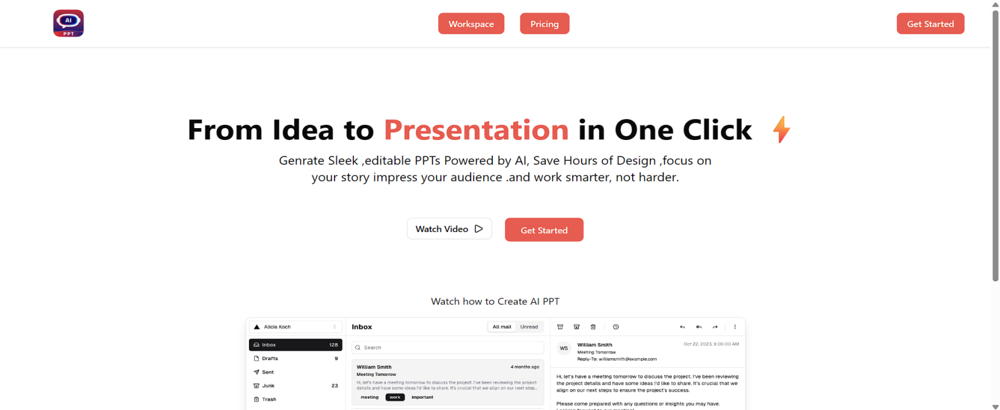 AI
PPT
Workspace
Pricing
Get Started
From Idea to Presentation in One Click
Genrate Sleek ,editable PPTs Powered by AI, Save Hours of Design ,focus on
your story impress your audience .and work smarter, not harder.
Watch Video
Get Started
Watch how to Create AI PPT
Alicia Koch
Inbox 128
Drafts 9
Sent
Junk 23
Trash
Inbox
All mail Unread
Search
William Smith 4 months ago
Meeting Tomorrow
Hi, let's have a meeting tomorrow to discuss the project. I've been reviewing the project
details and have some ideas I'd like to share. It's crucial that we align on our next step...
meeting work important
WS
William Smith Oct 22, 2023, 9:00:00 AM
Meeting Tomorrow
Reply-To: williamsmith@example.com
Hi, let's have a meeting tomorrow to discuss the project. I've been reviewing
the project details and have some ideas I'd like to share. It's crucial that we
align on our next steps to ensure the project's success.
Please come prepared with any questions or insights you may have.
Looking forward to our meeting!